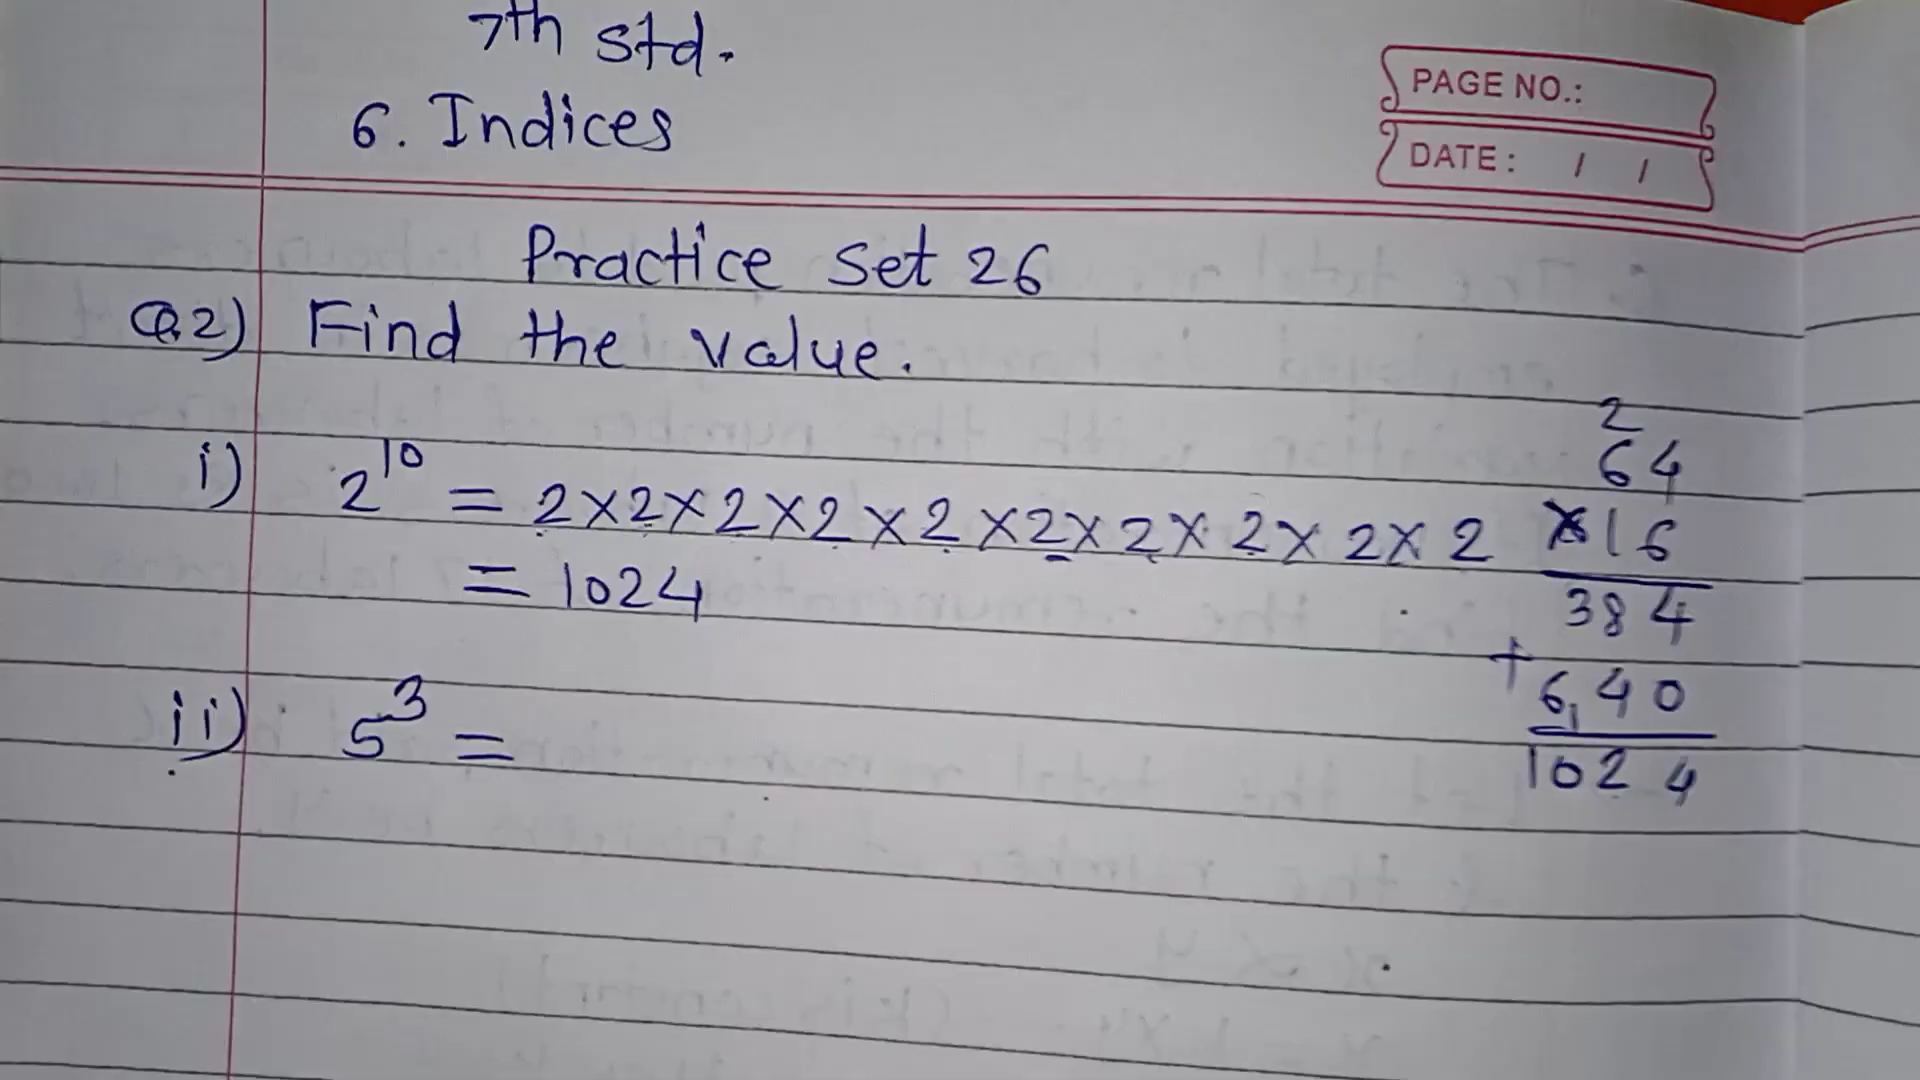 7th std.
6. Indices
PAGE NO.:
DATE: / /
Practice Set 26
Q.2) Find the value.
i) 2^10 = 2×2×2×2×2×2×2×2×2×2
= 1024
2
64
×16
384
+ 640
1024
ii) 5^3 =